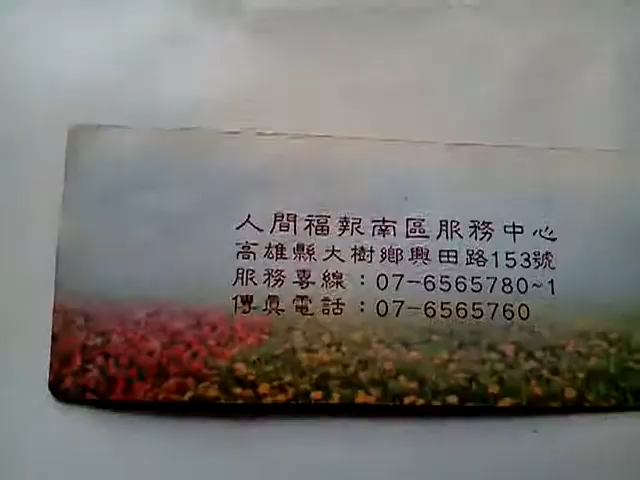 人間福報南區服務中心
高雄縣大樹鄉興田路153號
服務專線：07-6565780~1
傳真電話：07-6565760